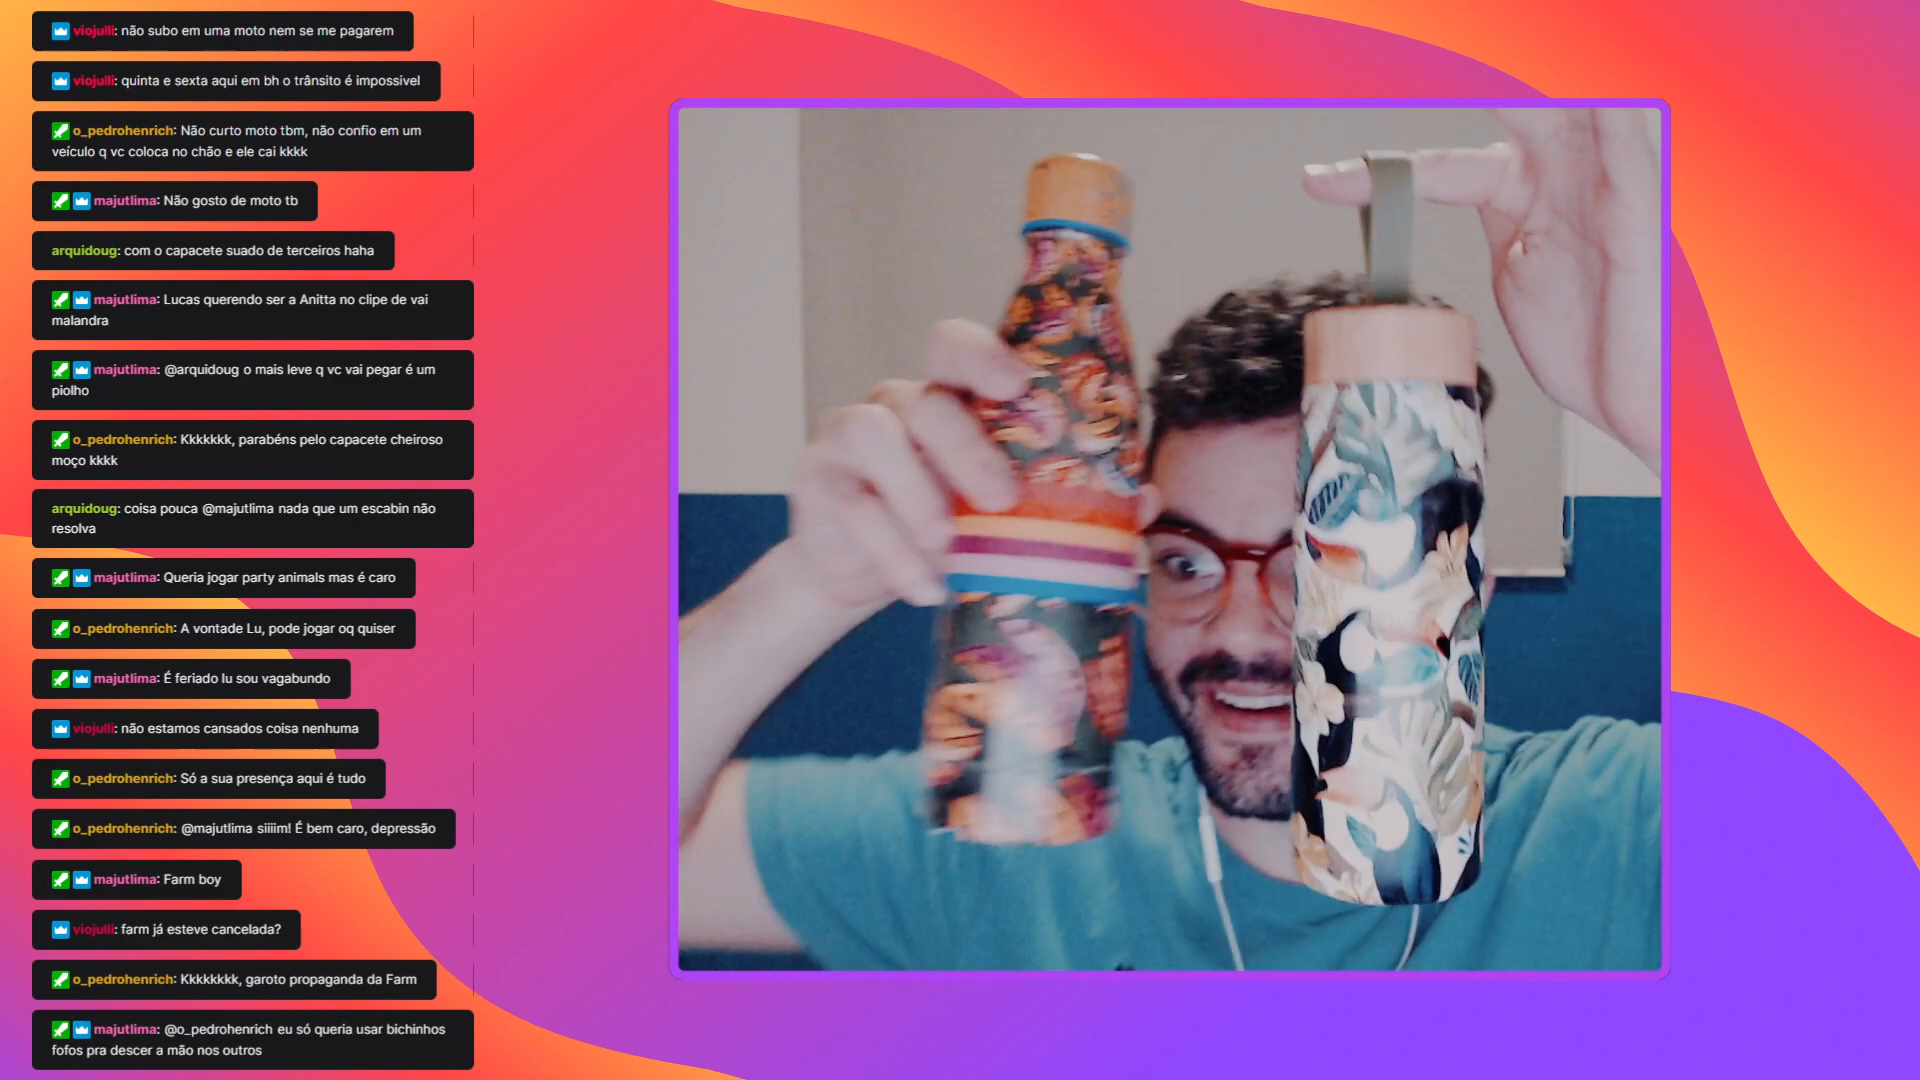 viojulli: não subo em uma moto nem se me pagarem
viojulli: quinta e sexta aqui em bh o trânsito é impossivel
o_pedrohenrich: Não curto moto tbm, não confio em um
veículo q vc coloca no chão e ele cai kkkk
majutlima: Não gosto de moto tb
arquidoug: com o capacete suado de terceiros haha
majutlima: Lucas querendo ser a Anitta no clipe de vai
malandra
majutlima: @arquidoug o mais leve q vc vai pegar é um
piolho
o_pedrohenrich: Kkkkkkk, parabéns pelo capacete cheiroso
moço kkkk
arquidoug: coisa pouca @majutlima nada que um escabin não
resolva
majutlima: Queria jogar party animals mas é caro
o_pedrohenrich: A vontade Lu, pode jogar oq quiser
majutlima: É feriado lu sou vagabundo
viojulli: não estamos cansados coisa nenhuma
o_pedrohenrich: Só a sua presença aqui é tudo
o_pedrohenrich: @majutlima siiiim! É bem caro, depressão
majutlima: Farm boy
viojulli: farm já esteve cancelada?
o_pedrohenrich: Kkkkkkkk, garoto propaganda da Farm
majutlima: @o_pedrohenrich eu só queria usar bichinhos
fofos pra descer a mão nos outros